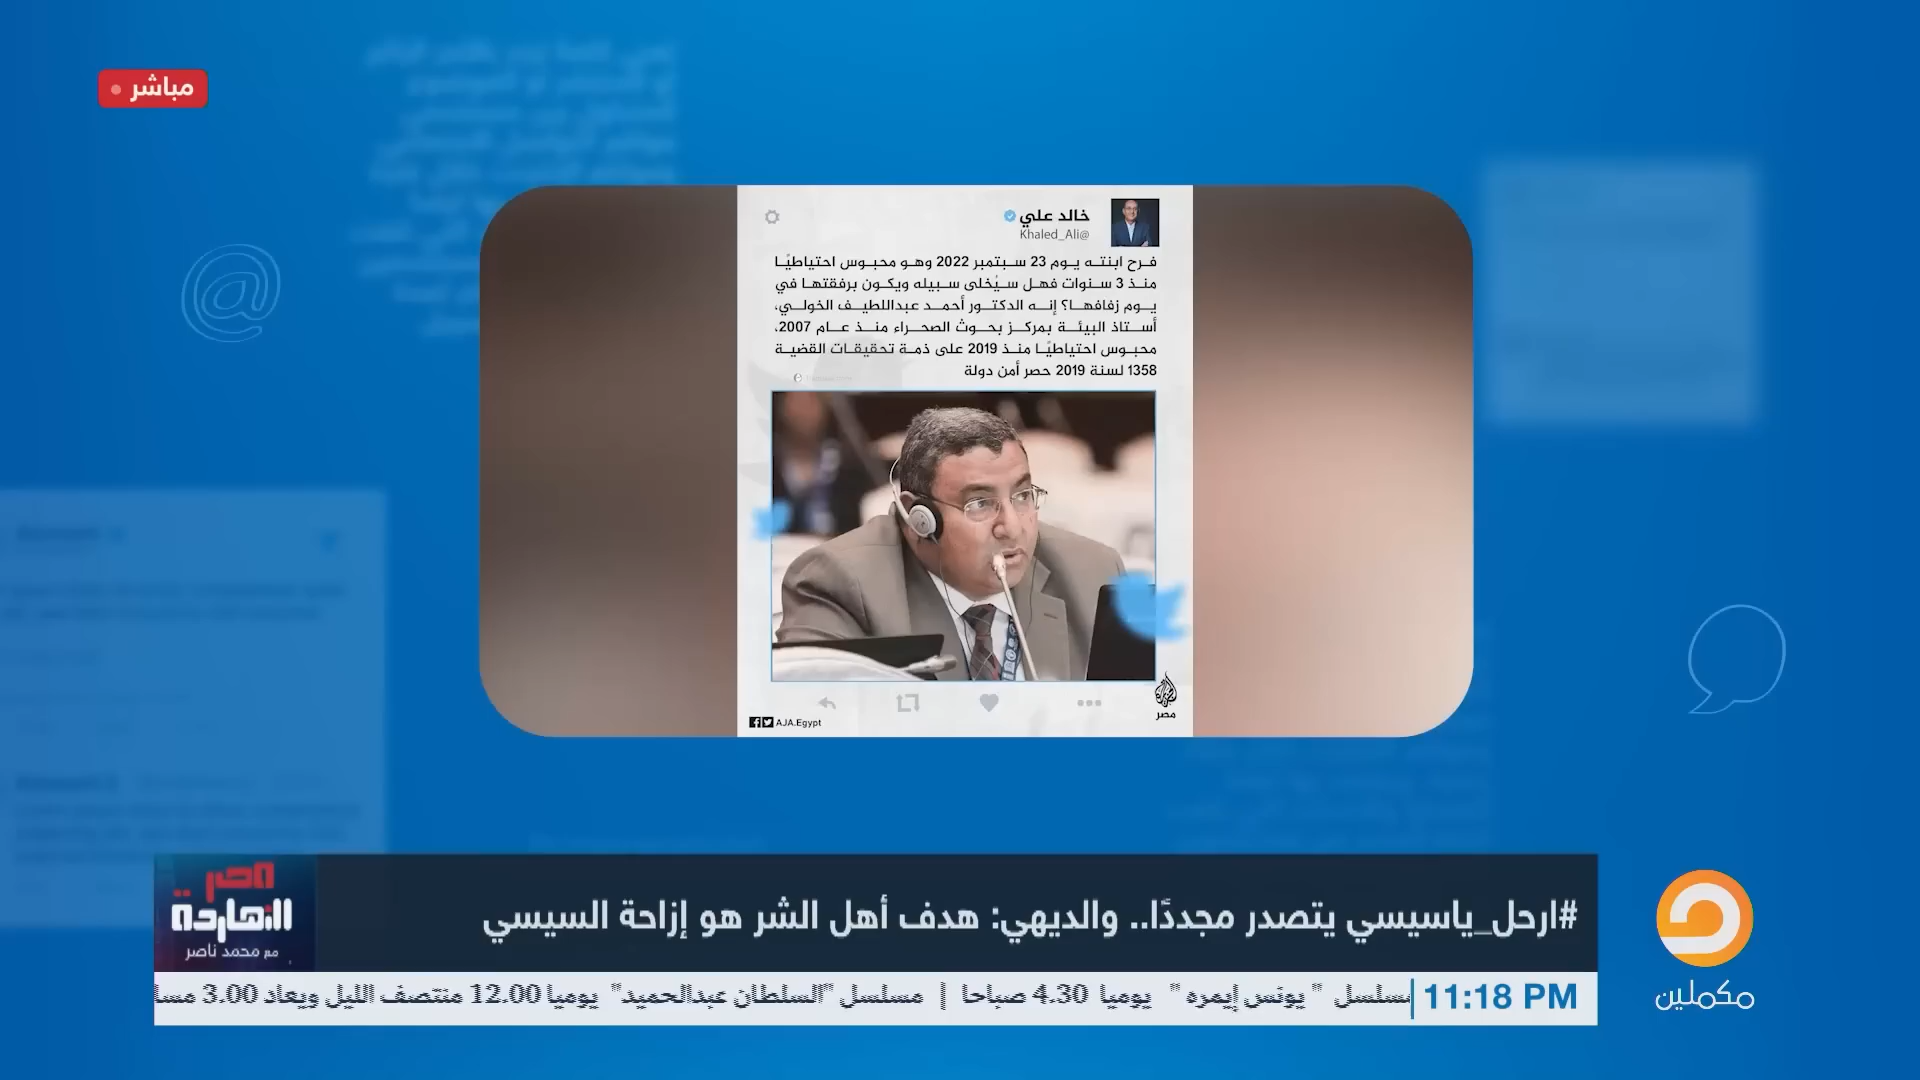 مباشر
خالد علي
Khaled_Ali@
فرح ابنته يوم 23 سبتمبر 2022 وهو محبوس احتياطيًا
منذ 3 سنوات فهل سيُخلى سبيله ويكون برفقتها في
يوم زفافها؟ إنه الدكتور أحمد عبداللطيف الخولي،
أستاذ البيئة بمركز بحوث الصحراء منذ عام 2007،
محبوس احتياطيًا منذ 2019 على ذمة تحقيقات القضية
1358 لسنة 2019 حصر أمن دولة
مصر
AJA.Egypt
#ارحل_ياسيسي يتصدر مجددًا.. والديهي: هدف أهل الشر هو إزاحة السيسي
مصر
النهاردة
مع محمد ناصر
11:18 PM
مسلسل " يونس إيمره " يوميا 4.30 صباحا | مسلسل "السلطان عبدالحميد" يوميا 12.00 منتصف الليل ويعاد 3.00
مكملين